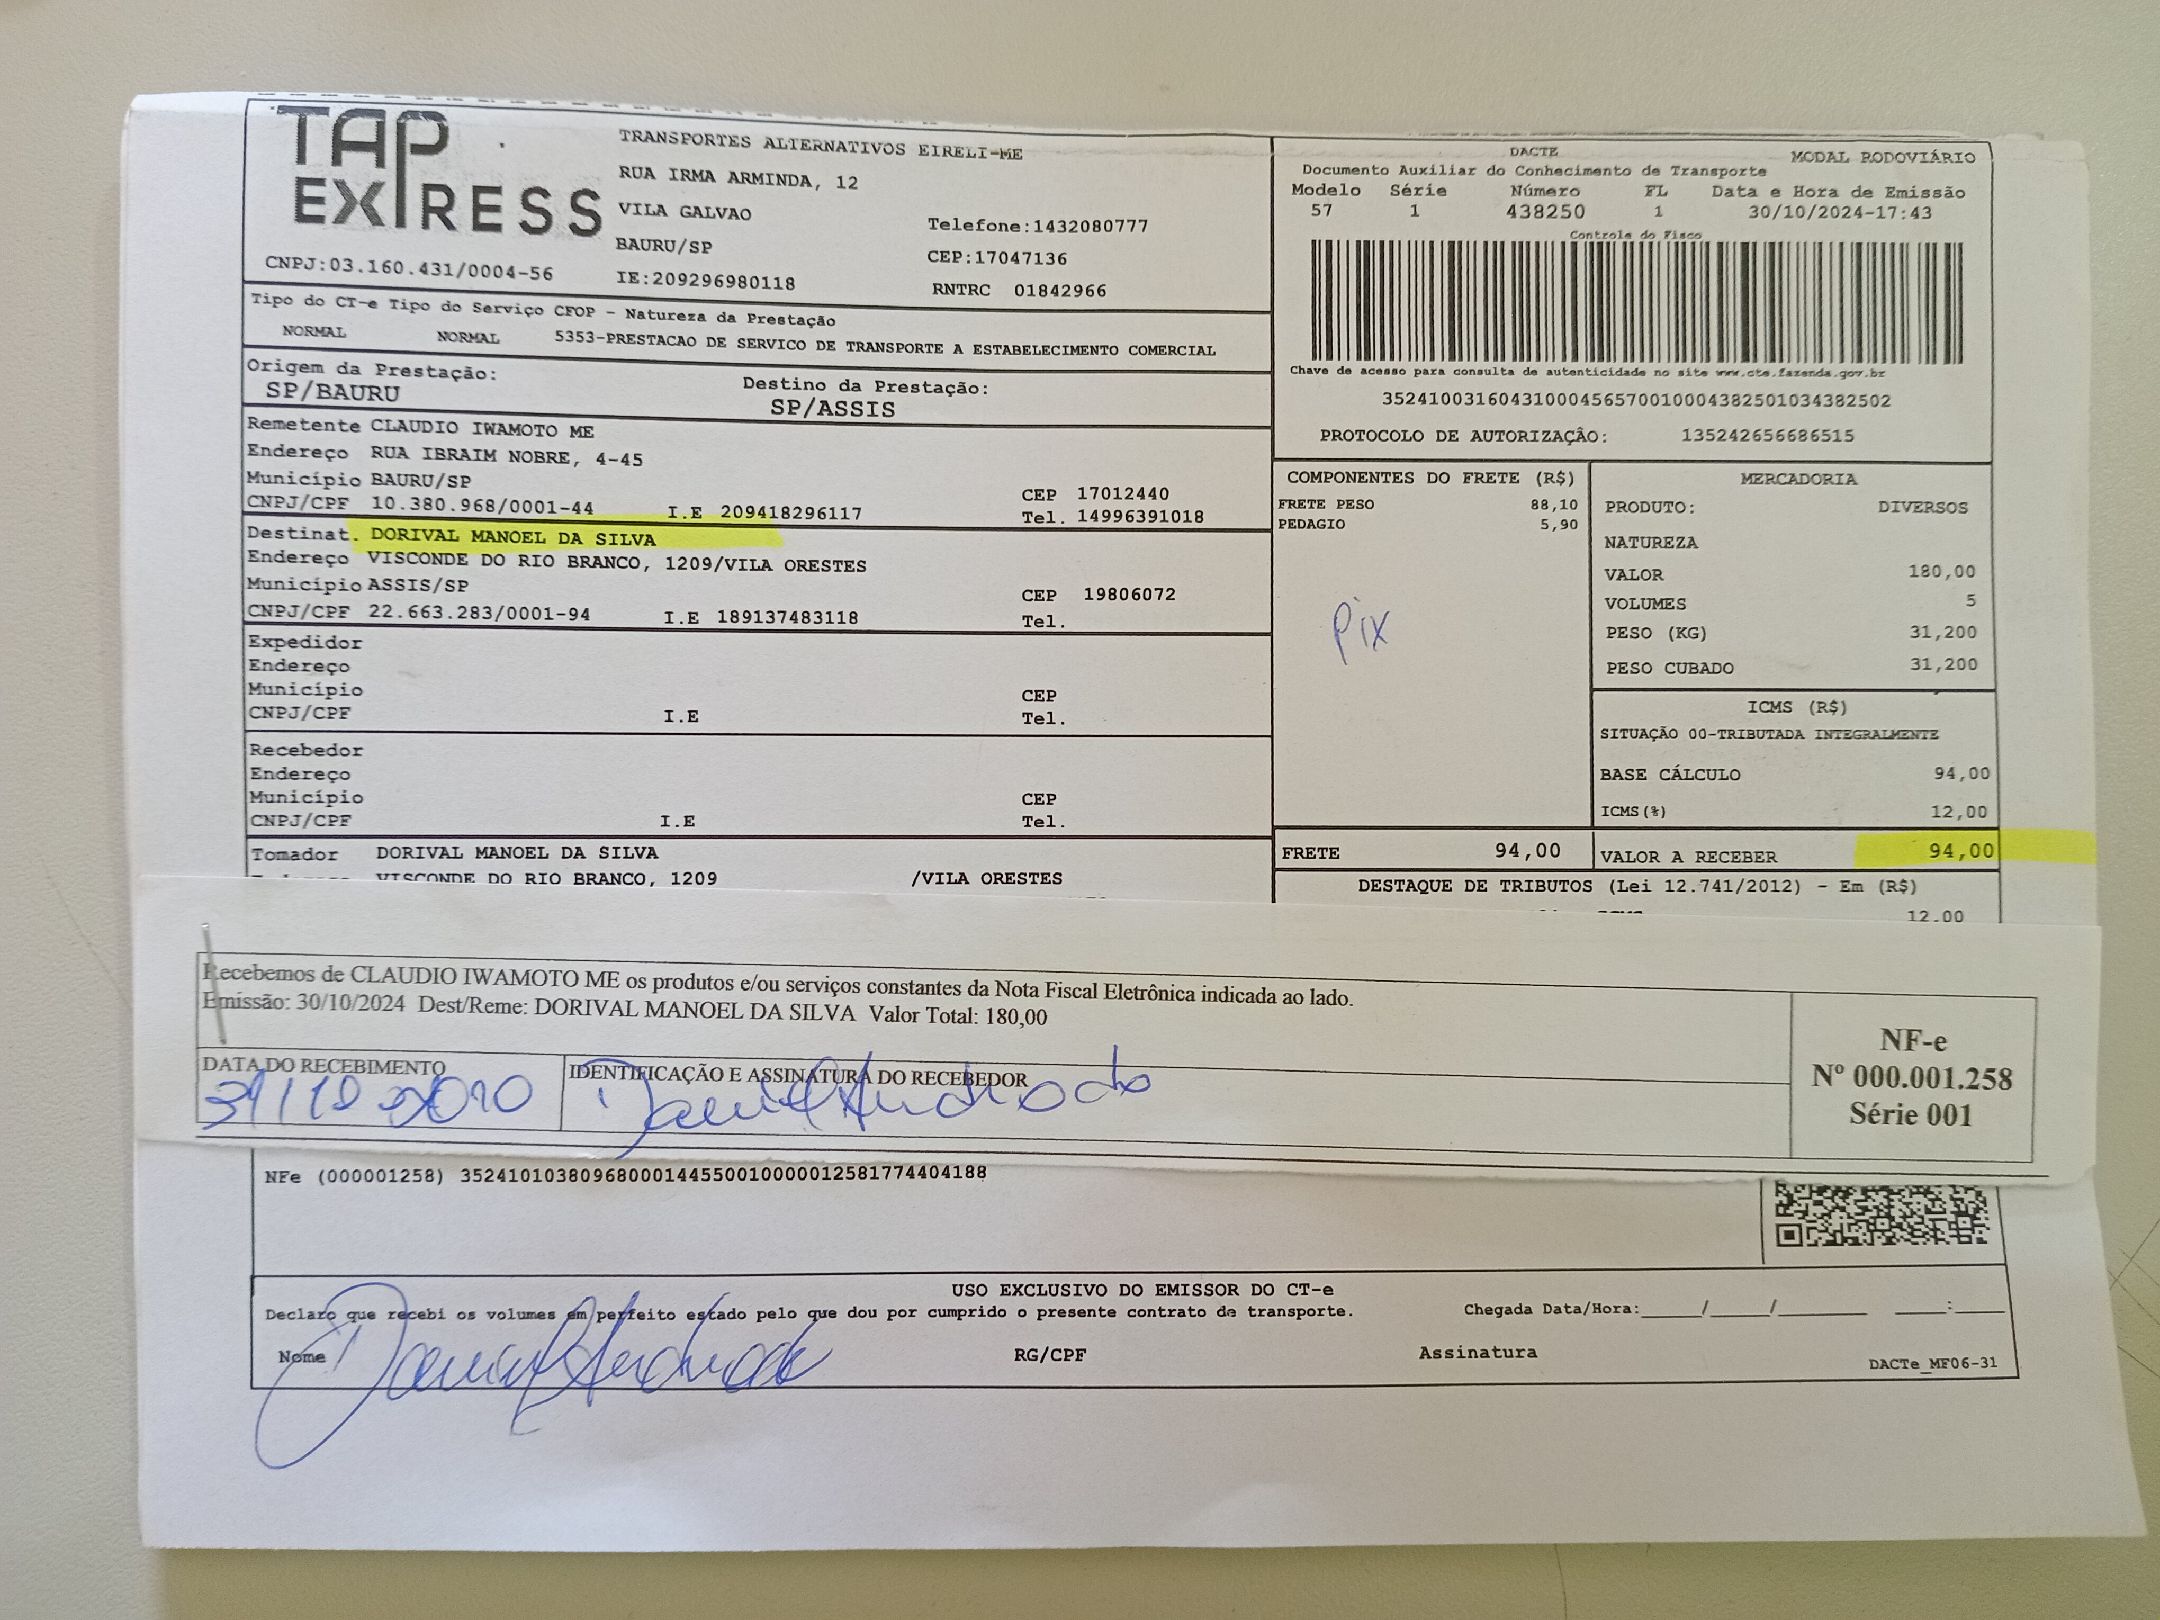 TAP EXPRESS
CNPJ:03.160.431/0004-56
TRANSPORTES ALTERNATIVOS EIRELI-ME
RUA IRMA ARMINDA, 12
VILA GALVAO
BAURU/SP
IE:209296980118
Telefone:1432080777
CEP:17047136
RNTRC 01842966
DACTE MODAL RODOVIÁRIO
Documento Auxiliar do Conhecimento de Transporte
Modelo Série Número FL Data e Hora de Emissão
57 1 438250 1 30/10/2024-17:43
Controle do Fisco
Chave de acesso para consulta de autenticidade no site www.cte.fazenda.gov.br
35241003160431000456570010004382501034382502
PROTOCOLO DE AUTORIZAÇÃO: 135242656686515
Tipo do CT-e Tipo do Serviço CFOP - Natureza da Prestação
NORMAL NORMAL 5353-PRESTACAO DE SERVICO DE TRANSPORTE A ESTABELECIMENTO COMERCIAL
Origem da Prestação: Destino da Prestação:
SP/BAURU SP/ASSIS
Remetente CLAUDIO IWAMOTO ME
Endereço RUA IBRAIM NOBRE, 4-45
Município BAURU/SP CEP 17012440
CNPJ/CPF 10.380.968/0001-44 I.E 209418296117 Tel. 14996391018
Destinat. DORIVAL MANOEL DA SILVA
Endereço VISCONDE DO RIO BRANCO, 1209/VILA ORESTES
Município ASSIS/SP CEP 19806072
CNPJ/CPF 22.663.283/0001-94 I.E 189137483118 Tel.
Expedidor
Endereço
Município CEP
CNPJ/CPF I.E Tel.
Recebedor
Endereço
Município CEP
CNPJ/CPF I.E Tel.
Tomador DORIVAL MANOEL DA SILVA
VISCONDE DO RIO BRANCO, 1209 /VILA ORESTES
COMPONENTES DO FRETE (R$)
FRETE PESO 88,10
PEDAGIO 5,90
Pix
MERCADORIA
PRODUTO: DIVERSOS
NATUREZA
VALOR 180,00
VOLUMES 5
PESO (KG) 31,200
PESO CUBADO 31,200
ICMS (R$)
SITUAÇÃO 00-TRIBUTADA INTEGRALMENTE
BASE CÁLCULO 94,00
ICMS(%) 12,00
FRETE 94,00 VALOR A RECEBER 94,00
DESTAQUE DE TRIBUTOS (Lei 12.741/2012) - Em (R$)
12.00
Recebemos de CLAUDIO IWAMOTO ME os produtos e/ou serviços constantes da Nota Fiscal Eletrônica indicada ao lado.
Emissão: 30/10/2024 Dest/Reme: DORIVAL MANOEL DA SILVA Valor Total: 180,00
DATA DO RECEBIMENTO IDENTIFICAÇÃO E ASSINATURA DO RECEBEDOR
NF-e
Nº 000.001.258
Série 001
NFe (000001258) 35241010380968000144550010000012581774404188
USO EXCLUSIVO DO EMISSOR DO CT-e
Declaro que recebi os volumes em perfeito estado pelo que dou por cumprido o presente contrato de transporte. Chegada Data/Hora:____/____/______ ___:___
Nome RG/CPF Assinatura
DACTe_MF06-31